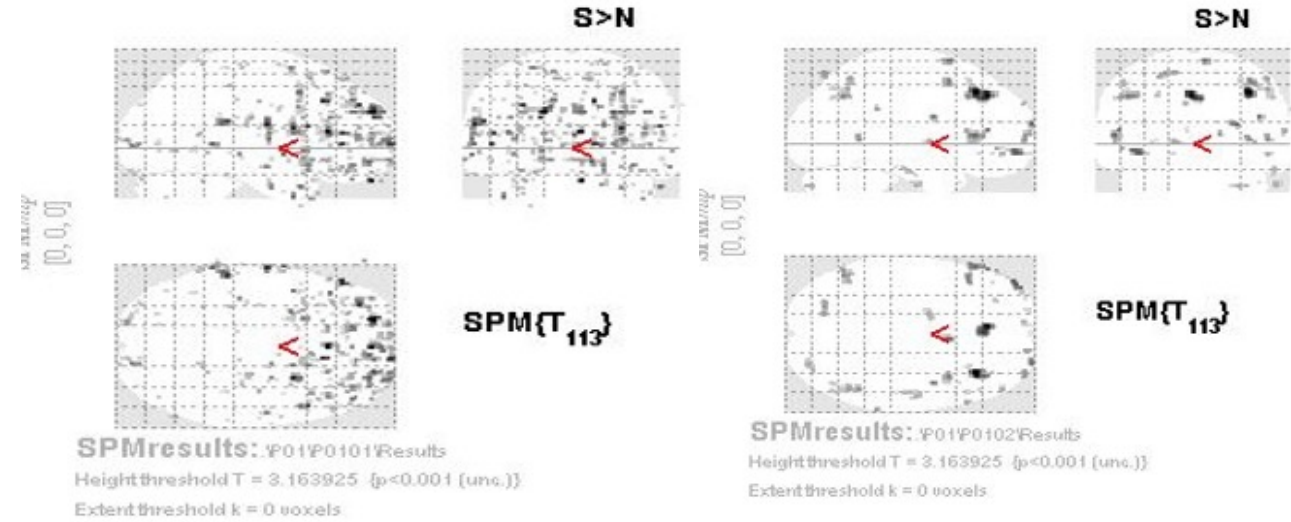 S>N
[0, 0, 0]
<
<
<
SPM{T113}
SPMresults: .\P01\P0101\Results
Height threshold T = 3.163925 {p<0.001 (unc.)}
Extent threshold k = 0 voxels
S>N
[0, 0, 0]
<
<
<
SPM{T113}
SPMresults: .\P01\P0102\Results
Height threshold T = 3.163925 {p<0.001 (unc.)}
Extent threshold k = 0 voxels